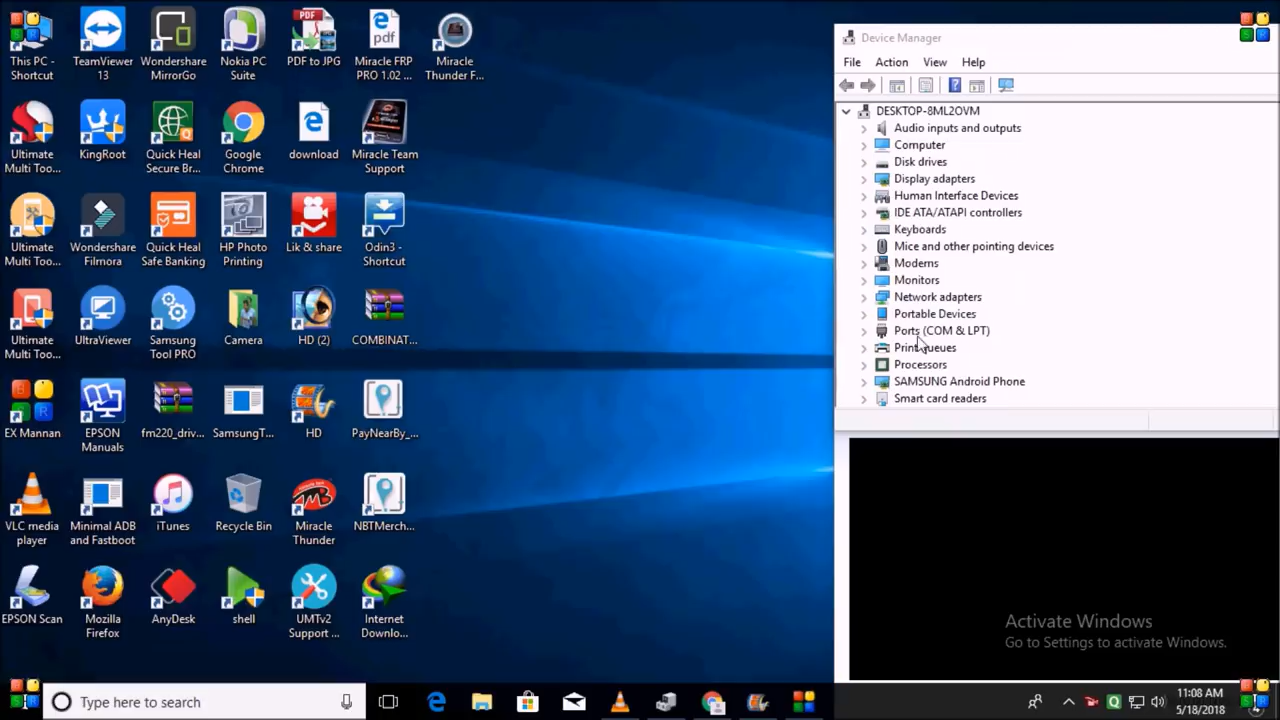 This PC -
Shortcut
TeamViewer
13
Wondershare
MirrorGo
Nokia PC
Suite
PDF
PDF to JPG
pdf
Miracle FRP
PRO 1.02 ...
Miracle
Thunder F...
Ultimate
Multi Too...
KingRoot
Quick Heal
Secure Br...
Google
Chrome
download
Miracle Team
Support
Ultimate
Multi Too...
Wondershare
Filmora
Quick Heal
Safe Banking
HP Photo
Printing
Lik & share
Odin3 -
Shortcut
Ultimate
Multi Too...
UltraViewer
Samsung
Tool PRO
Camera
HD (2)
COMBINAT...
EX Mannan
EPSON
Manuals
fm220_driv...
SamsungT...
HD
PayNearBy_...
VLC media
player
Minimal ADB
and Fastboot
iTunes
Recycle Bin
Miracle
Thunder
NBTMerch...
EPSON Scan
Mozilla
Firefox
AnyDesk
shell
UMTv2
Support ...
Internet
Downlo...
Device Manager
File Action View Help
DESKTOP-8ML2OVM
Audio inputs and outputs
Computer
Disk drives
Display adapters
Human Interface Devices
IDE ATA/ATAPI controllers
Keyboards
Mice and other pointing devices
Modems
Monitors
Network adapters
Portable Devices
Ports (COM & LPT)
Print queues
Processors
SAMSUNG Android Phone
Smart card readers
Activate Windows
Go to Settings to activate Windows.
Type here to search
11:08 AM
5/18/2018